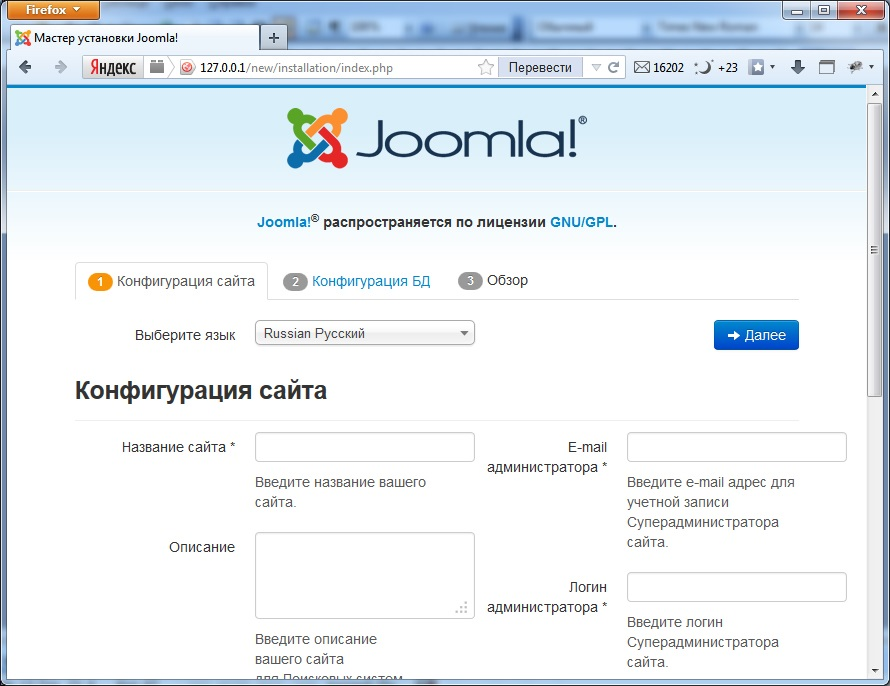 Firefox
Мастер установки Joomla!
Яндекс 127.0.0.1/new/installation/index.php Перевести 16202 +23
Joomla!®
Joomla!® распространяется по лицензии GNU/GPL.
1 Конфигурация сайта 2 Конфигурация БД 3 Обзор
Выберите язык Russian Русский Далее
Конфигурация сайта
Название сайта *
Введите название вашего
сайта.
E-mail
администратора *
Введите e-mail адрес для
учетной записи
Суперадминистратора
сайта.
Описание
Введите описание
вашего сайта
для Поисковых систем
Логин
администратора *
Введите логин
Суперадминистратора
сайта.